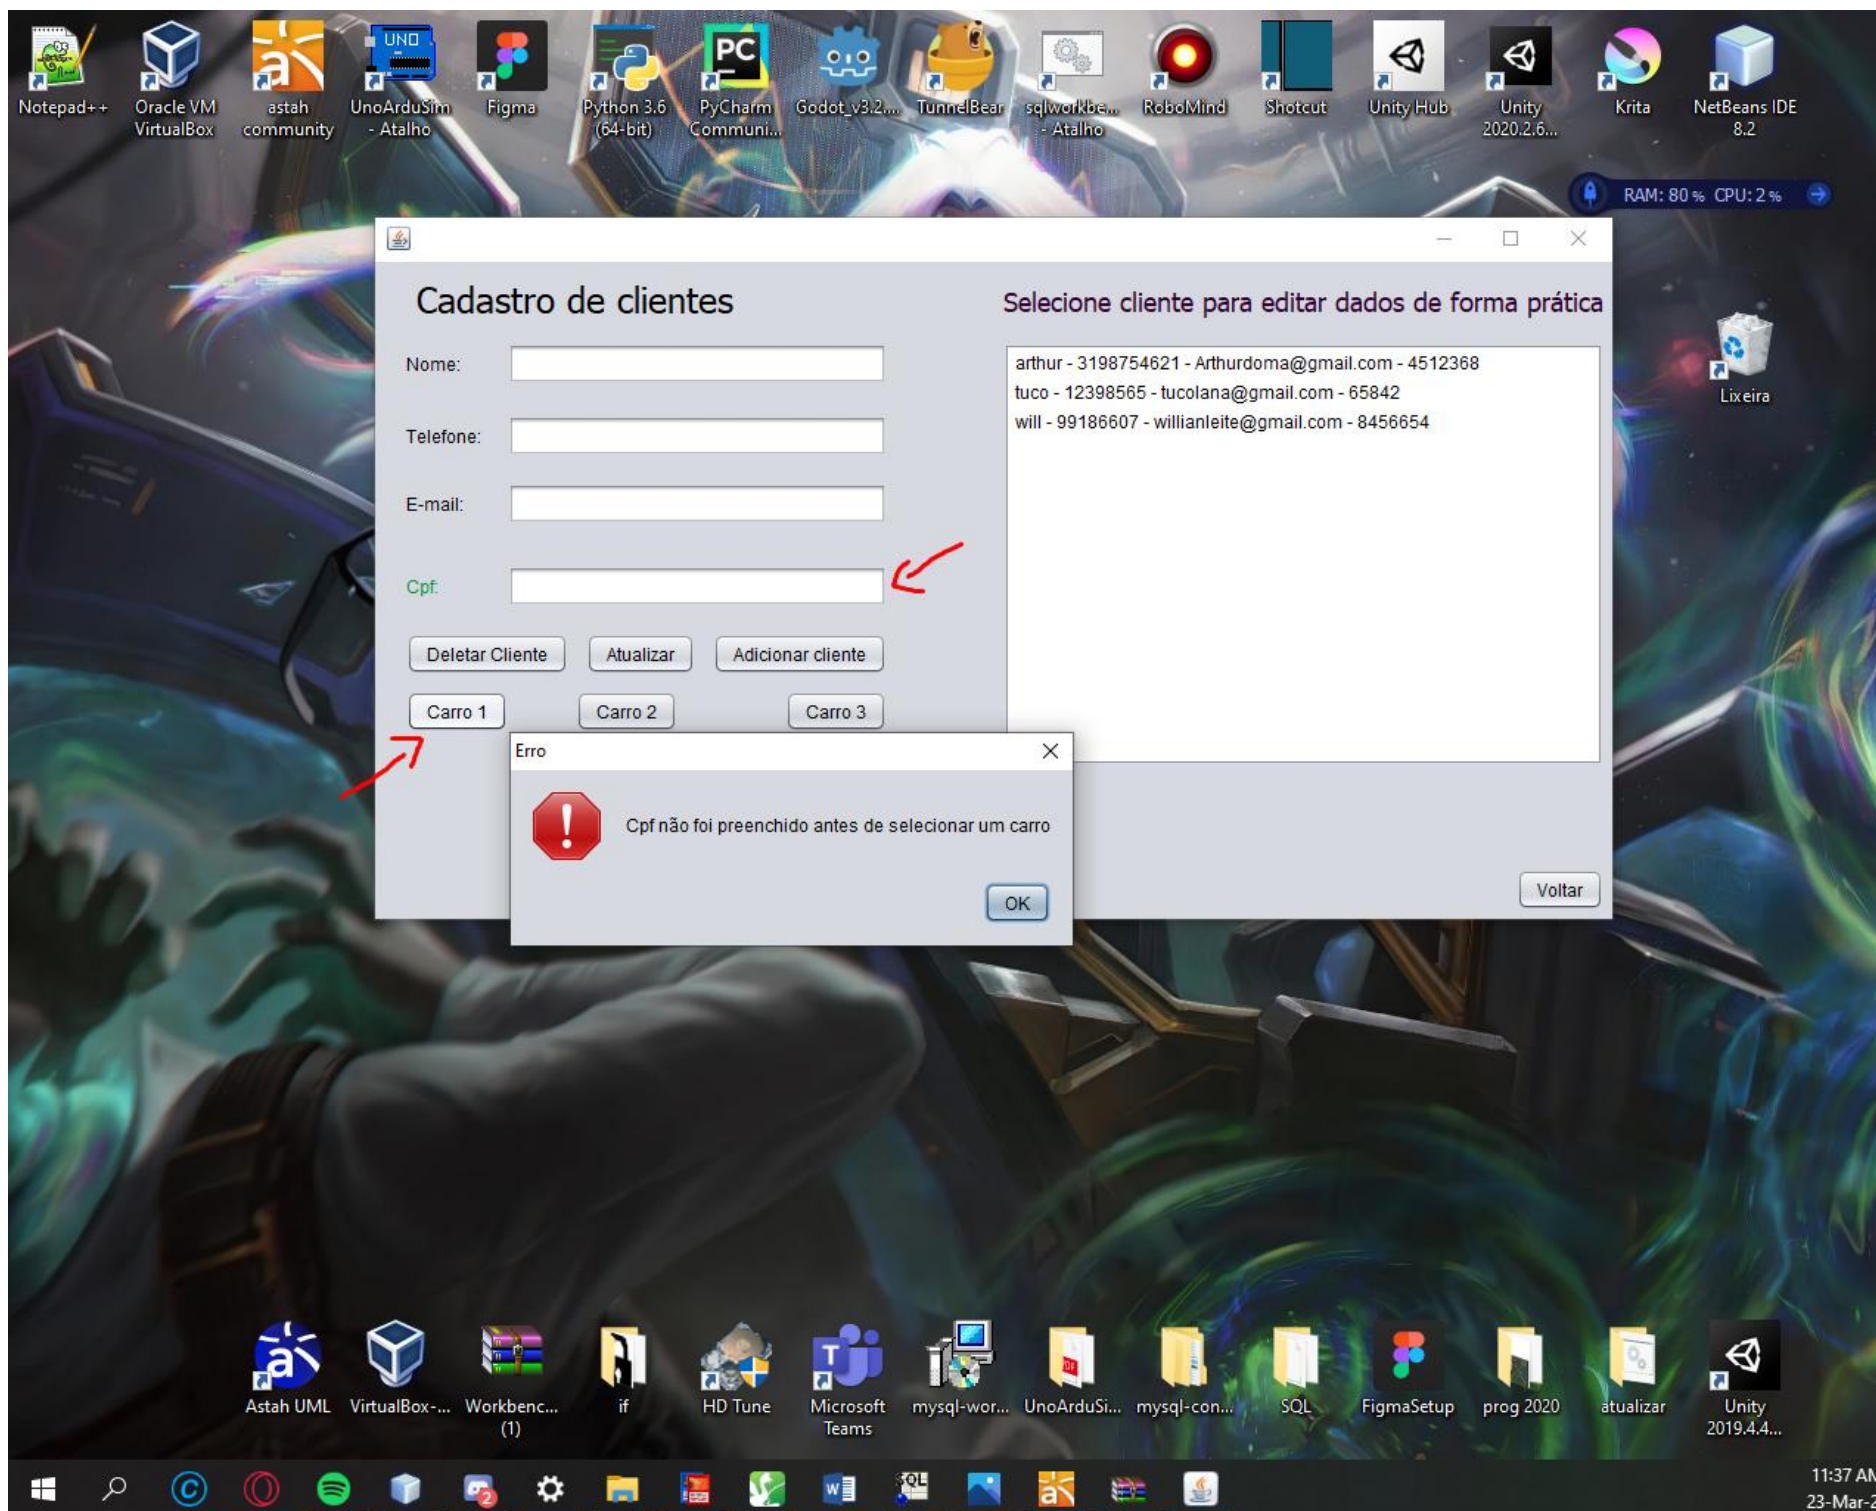 Notepad++
Oracle VM
VirtualBox
astah
community
UNO
UnoArduSim
- Atalho
Figma
Python 3.6
(64-bit)
PC
PyCharm
Communi...
Godot_v3.2....
TunnelBear
sqlworkbe...
- Atalho
RoboMind
Shotcut
Unity Hub
Unity
2020.2.6...
Krita
NetBeans IDE
8.2
RAM: 80 % CPU: 2 %
Lixeira
Cadastro de clientes
Selecione cliente para editar dados de forma prática
Nome:
Telefone:
E-mail:
Cpf:
arthur - 3198754621 - Arthurdoma@gmail.com - 4512368
tuco - 12398565 - tucolana@gmail.com - 65842
will - 99186607 - willianleite@gmail.com - 8456654
Deletar Cliente Atualizar Adicionar cliente
Carro 1 Carro 2 Carro 3
Erro
Cpf não foi preenchido antes de selecionar um carro
OK
Voltar
Astah UML
VirtualBox-...
Workbenc...
(1)
if
HD Tune
Microsoft
Teams
mysql-wor...
UnoArduSi...
mysql-con...
SQL
FigmaSetup
prog 2020
atualizar
Unity
2019.4.4...
11:37 AM
23-Mar-